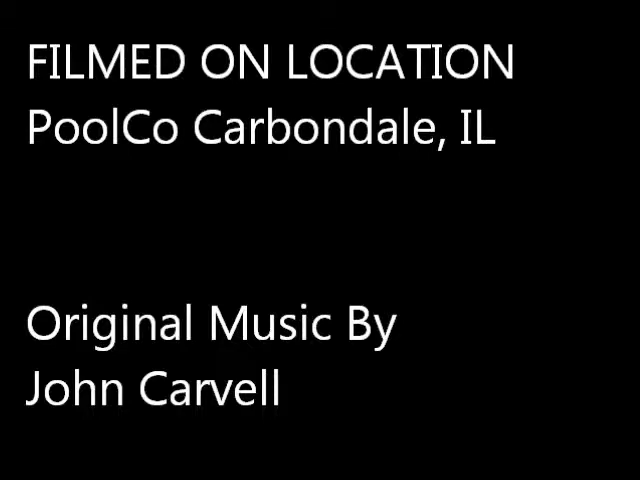 FILMED ON LOCATION
PoolCo Carbondale, IL
Original Music By
John Carvell